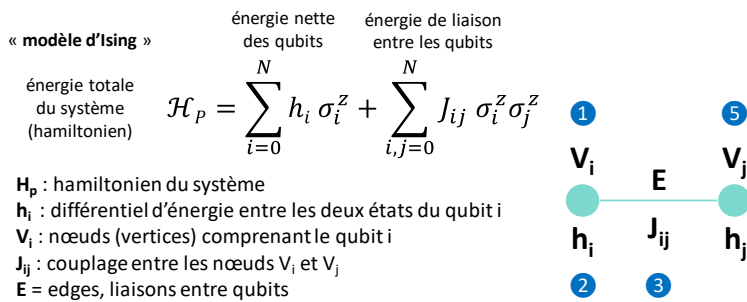 « modèle d'Ising »
énergie nette
des qubits
énergie de liaison
entre les qubits
énergie totale
du système
(hamiltonien)
ℋ_P = ∑_{i=0}^{N} h_i σ_i^z + ∑_{i,j=0}^{N} J_{ij} σ_i^z σ_j^z
H_p : hamiltonien du système
h_i : différentiel d'énergie entre les deux états du qubit i
V_i : nœuds (vertices) comprenant le qubit i
J_ij : couplage entre les nœuds V_i et V_j
E = edges, liaisons entre qubits
1 5
V_i E V_j
h_i J_ij h_j
2 3